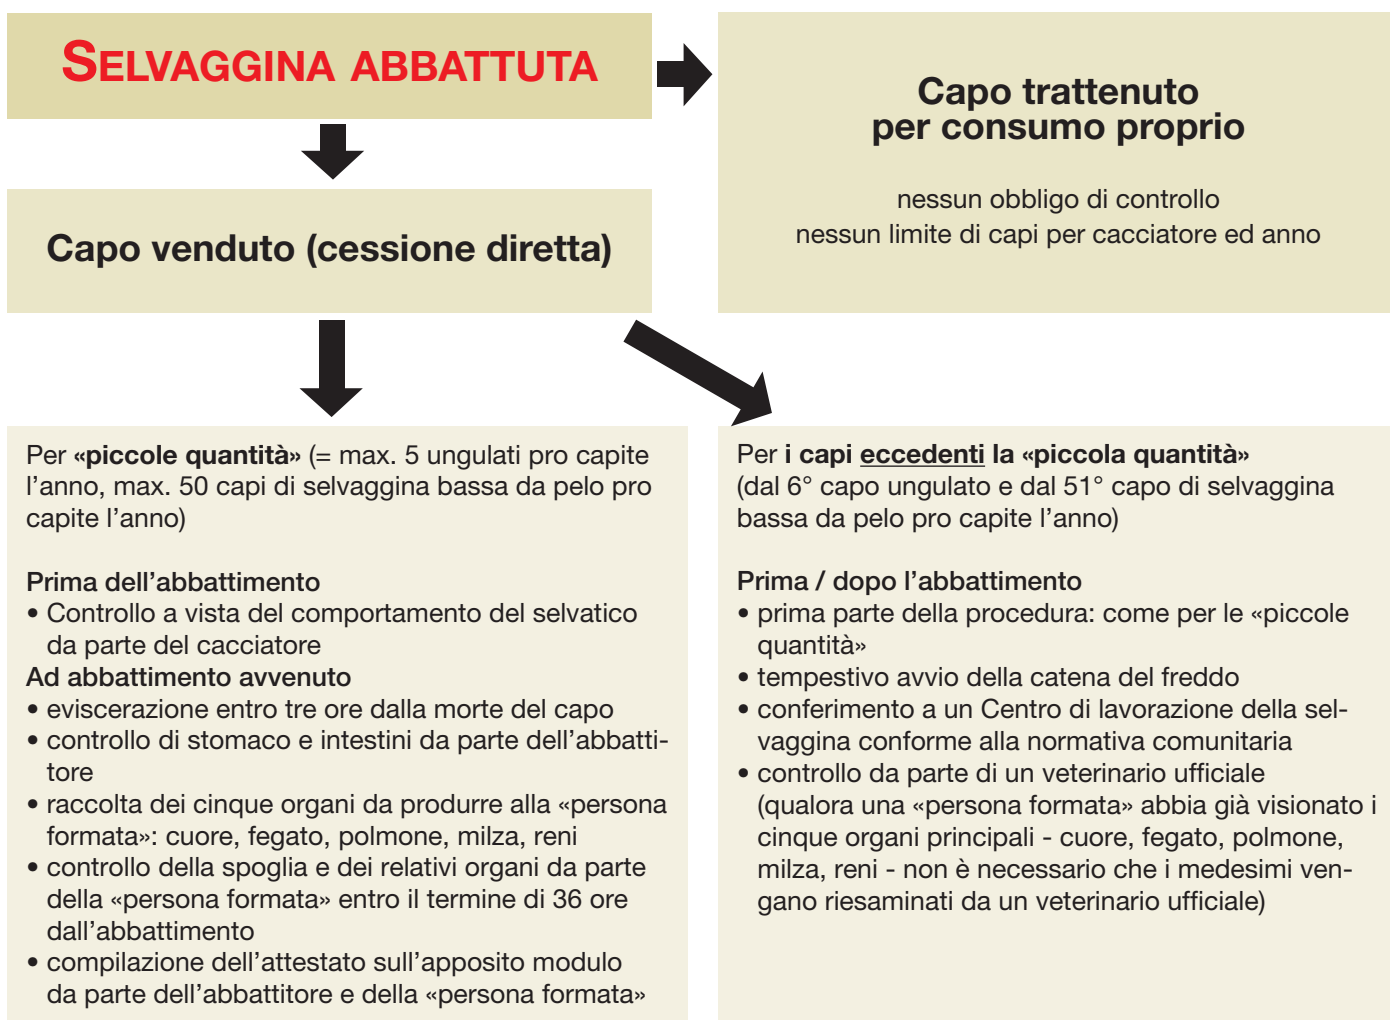 SELVAGGINA ABBATTUTA
Capo trattenuto
per consumo proprio
nessun obbligo di controllo
nessun limite di capi per cacciatore ed anno
Capo venduto (cessione diretta)
Per «piccole quantità» (= max. 5 ungulati pro capite
l’anno, max. 50 capi di selvaggina bassa da pelo pro
capite l’anno)
Prima dell’abbattimento
• Controllo a vista del comportamento del selvatico
da parte del cacciatore
Ad abbattimento avvenuto
• eviscerazione entro tre ore dalla morte del capo
• controllo di stomaco e intestini da parte dell’abbatti-
tore
• raccolta dei cinque organi da produrre alla «persona
formata»: cuore, fegato, polmone, milza, reni
• controllo della spoglia e dei relativi organi da parte
della «persona formata» entro il termine di 36 ore
dall’abbattimento
• compilazione dell’attestato sull’apposito modulo
da parte dell’abbattitore e della «persona formata»
Per i capi eccedenti la «piccola quantità»
(dal 6° capo ungulato e dal 51° capo di selvaggina
bassa da pelo pro capite l’anno)
Prima / dopo l’abbattimento
• prima parte della procedura: come per le «piccole
quantità»
• tempestivo avvio della catena del freddo
• conferimento a un Centro di lavorazione della sel-
vaggina conforme alla normativa comunitaria
• controllo da parte di un veterinario ufficiale
(qualora una «persona formata» abbia già visionato i
cinque organi principali - cuore, fegato, polmone,
milza, reni - non è necessario che i medesimi ven-
gano riesaminati da un veterinario ufficiale)